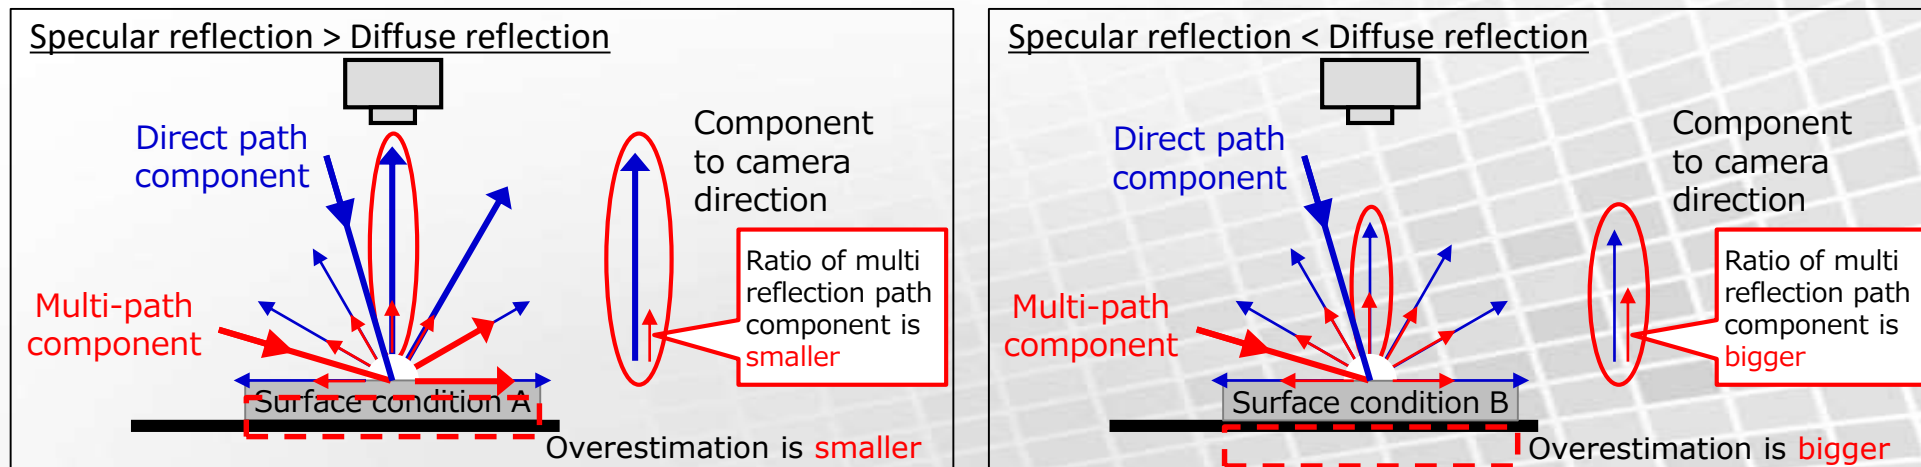 Specular reflection > Diffuse reflection
Direct path
component
Component
to camera
direction
Multi-path
component
Ratio of multi
reflection path
component is
smaller
Surface condition A
Overestimation is smaller
Specular reflection < Diffuse reflection
Direct path
component
Component
to camera
direction
Multi-path
component
Ratio of multi
reflection path
component is
bigger
Surface condition B
Overestimation is bigger